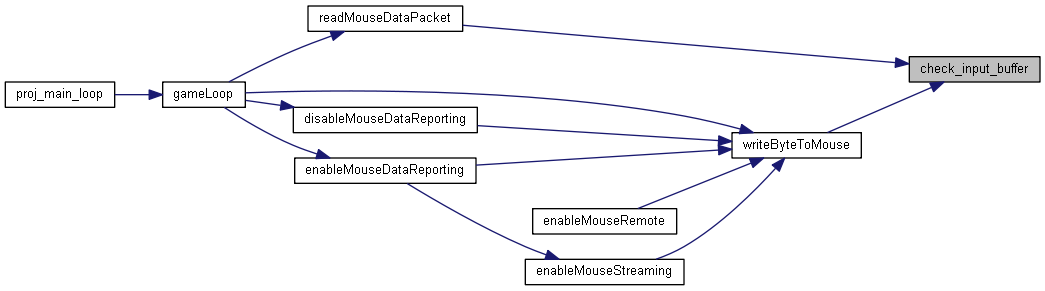 readMouseDataPacket
check_input_buffer
proj_main_loop
gameLoop
disableMouseDataReporting
writeByteToMouse
enableMouseDataReporting
enableMouseRemote
enableMouseStreaming